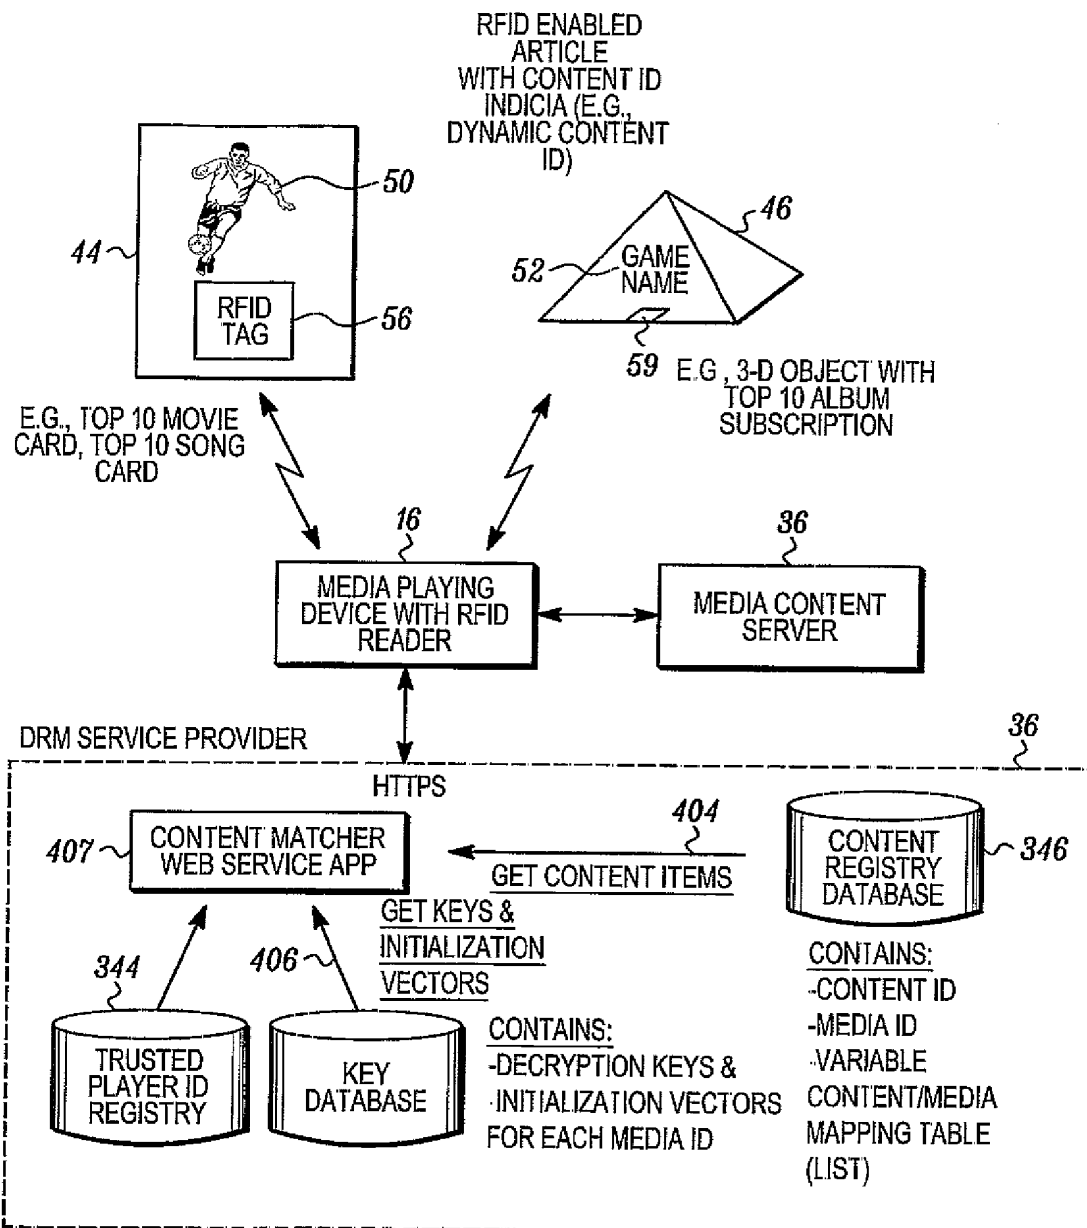 RFID ENABLED
ARTICLE
WITH CONTENT ID
INDICIA (E.G.,
DYNAMIC CONTENT
ID)
50
44
46
52
GAME
NAME
RFID
TAG
56
59
E.G , 3-D OBJECT WITH
TOP 10 ALBUM
SUBSCRIPTION
E.G., TOP 10 MOVIE
CARD, TOP 10 SONG
CARD
16
36
MEDIA PLAYING
DEVICE WITH RFID
READER
MEDIA CONTENT
SERVER
DRM SERVICE PROVIDER
36
HTTPS
407
CONTENT MATCHER
WEB SERVICE APP
404
GET CONTENT ITEMS
CONTENT
REGISTRY
DATABASE
346
GET KEYS &
INITIALIZATION
VECTORS
406
344
TRUSTED
PLAYER ID
REGISTRY
KEY
DATABASE
CONTAINS:
-DECRYPTION KEYS &
-INITIALIZATION VECTORS
FOR EACH MEDIA ID
CONTAINS:
-CONTENT ID
-MEDIA ID
-VARIABLE
CONTENT/MEDIA
MAPPING TABLE
(LIST)